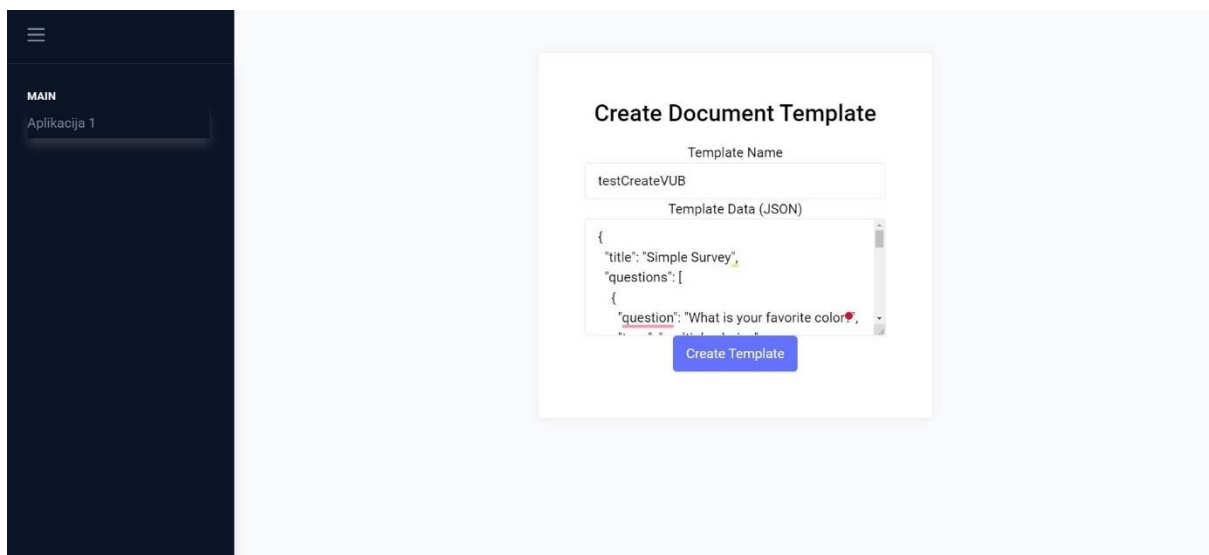 MAIN
Aplikacija 1
Create Document Template
Template Name
testCreateVUB
Template Data (JSON)
{
"title": "Simple Survey",
"questions": [
{
"question": "What is your favorite color?",
Create Template